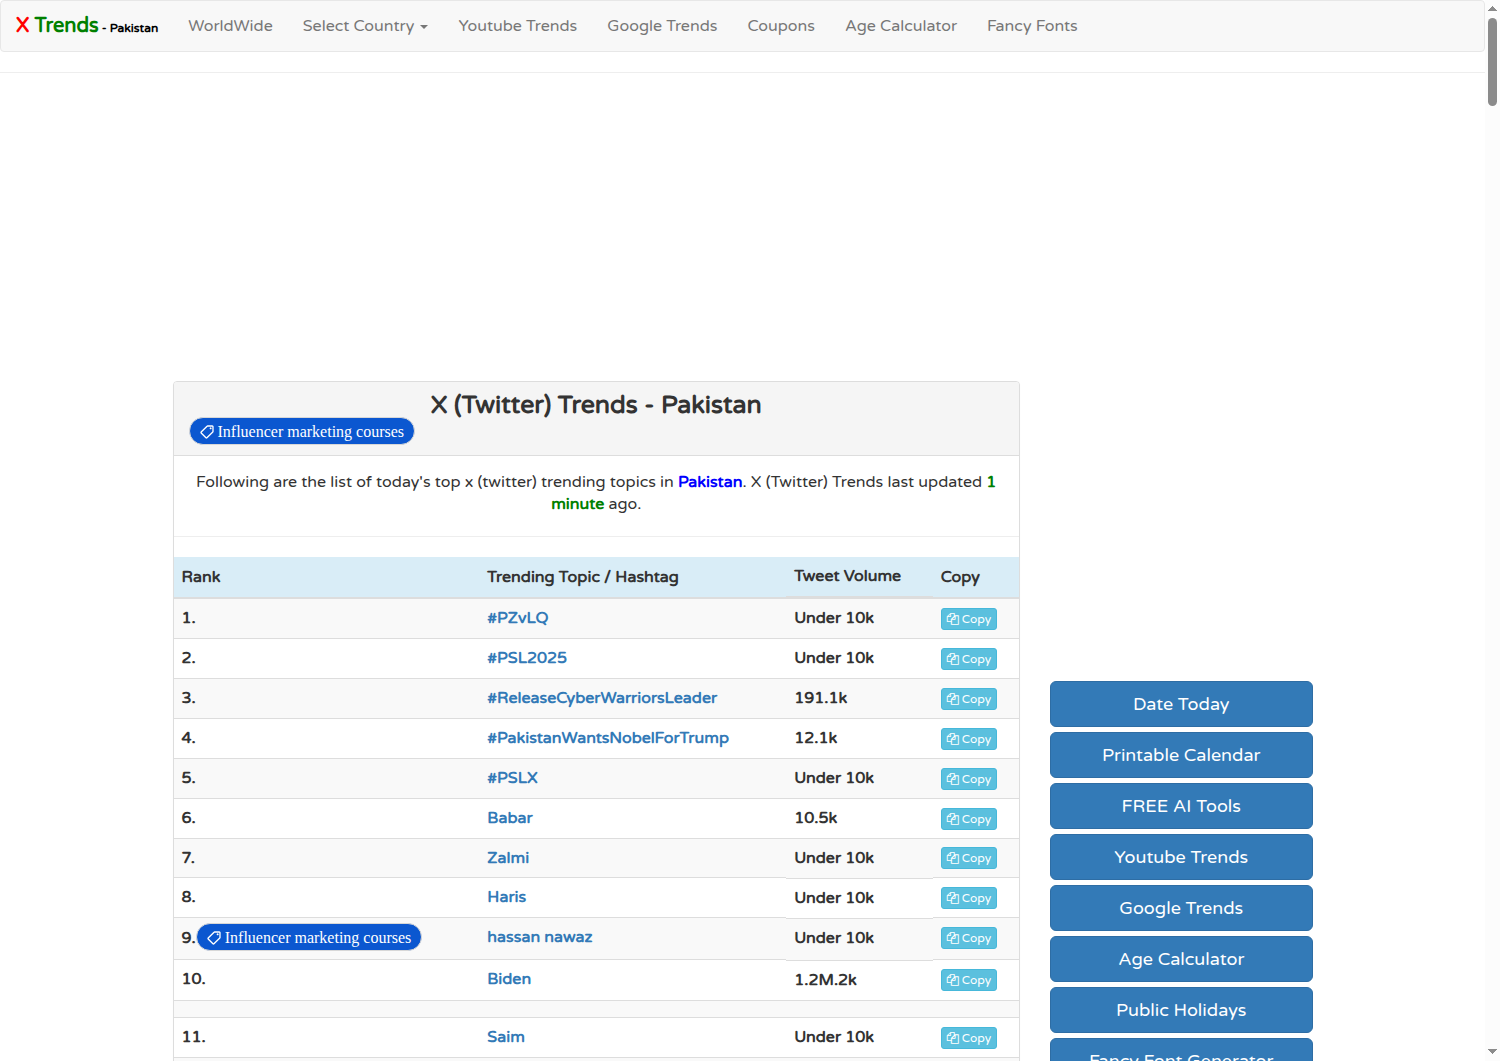 X Trends - Pakistan WorldWide Select Country Youtube Trends Google Trends Coupons Age Calculator Fancy Fonts
X (Twitter) Trends - Pakistan
Influencer marketing courses
Following are the list of today's top x (twitter) trending topics in Pakistan. X (Twitter) Trends last updated 1
minute ago.
Rank Trending Topic / Hashtag Tweet Volume Copy
1. #PZvLQ Under 10k Copy
2. #PSL2025 Under 10k Copy
3. #ReleaseCyberWarriorsLeader 191.1k Copy
4. #PakistanWantsNobelForTrump 12.1k Copy
5. #PSLX Under 10k Copy
6. Babar 10.5k Copy
7. Zalmi Under 10k Copy
8. Haris Under 10k Copy
9. Influencer marketing courses hassan nawaz Under 10k Copy
10. Biden 1.2M.2k Copy
11. Saim Under 10k Copy
Date Today
Printable Calendar
FREE AI Tools
Youtube Trends
Google Trends
Age Calculator
Public Holidays
Fancy Font Generator